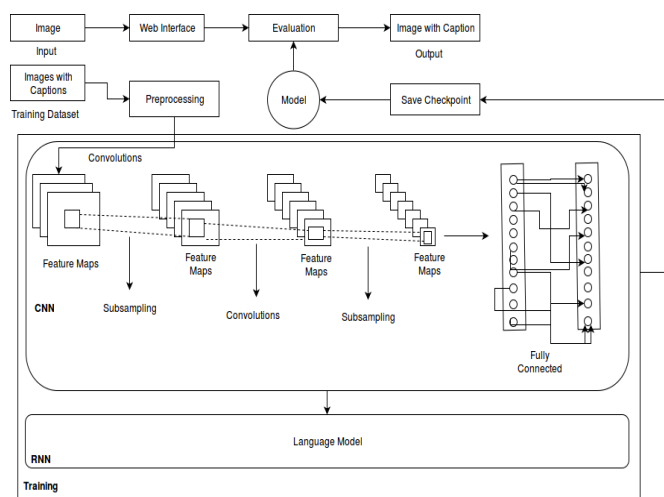 Image
Web Interface
Evaluation
Image with Caption
Input
Output
Images with
Captions
Preprocessing
Model
Save Checkpoint
Training Dataset
Convolutions
Feature Maps
Feature
Maps
Feature
Maps
Feature
Maps
CNN
Subsampling
Convolutions
Subsampling
Fully
Connected
Language Model
RNN
Training